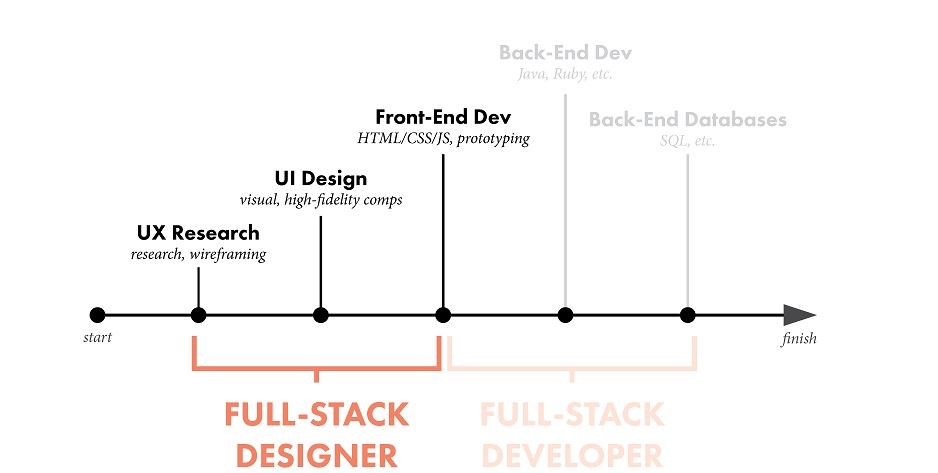 Back-End Dev
Java, Ruby, etc.
Front-End Dev
HTML/CSS/JS, prototyping
Back-End Databases
SQL, etc.
UI Design
visual, high-fidelity comps
UX Research
research, wireframing
start
finish
FULL-STACK
DESIGNER
FULL-STACK
DEVELOPER